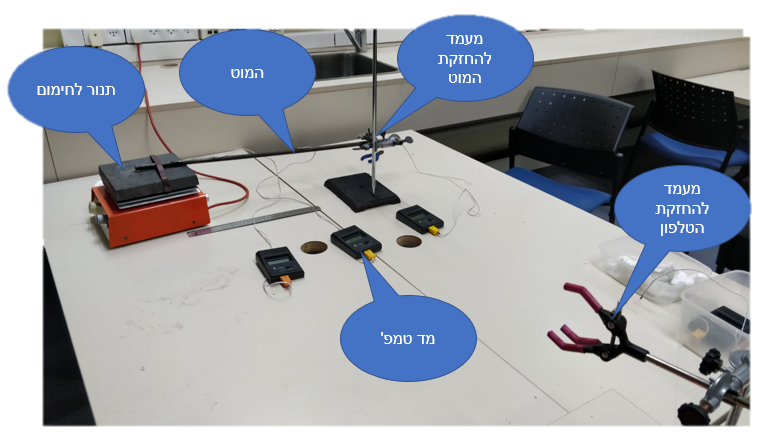 מעמד
להחזקת
המוט
המוט
תנור לחימום
מעמד
להחזקת
הטלפון
מד טמפ'